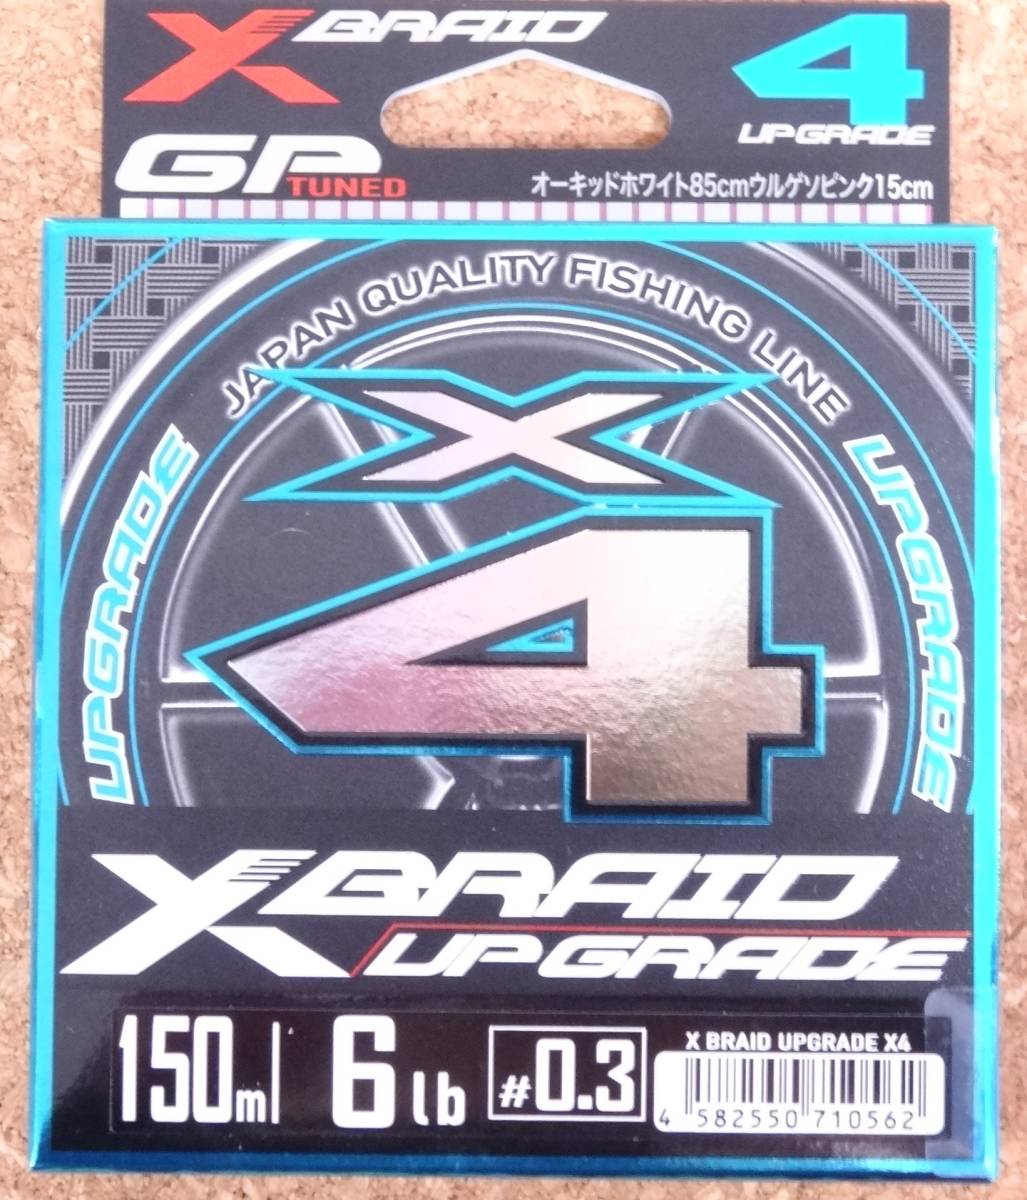 X BRAID
4
UPGRADE
GP TUNED
オーキッドホワイト85cmウルゲソピンク15cm
JAPAN QUALITY FISHING LINE
UPGRADE
UPGRADE
X
4
X BRAID
UPGRADE
150m 6lb #0.3
X BRAID UPGRADE X4
4 582550 710562